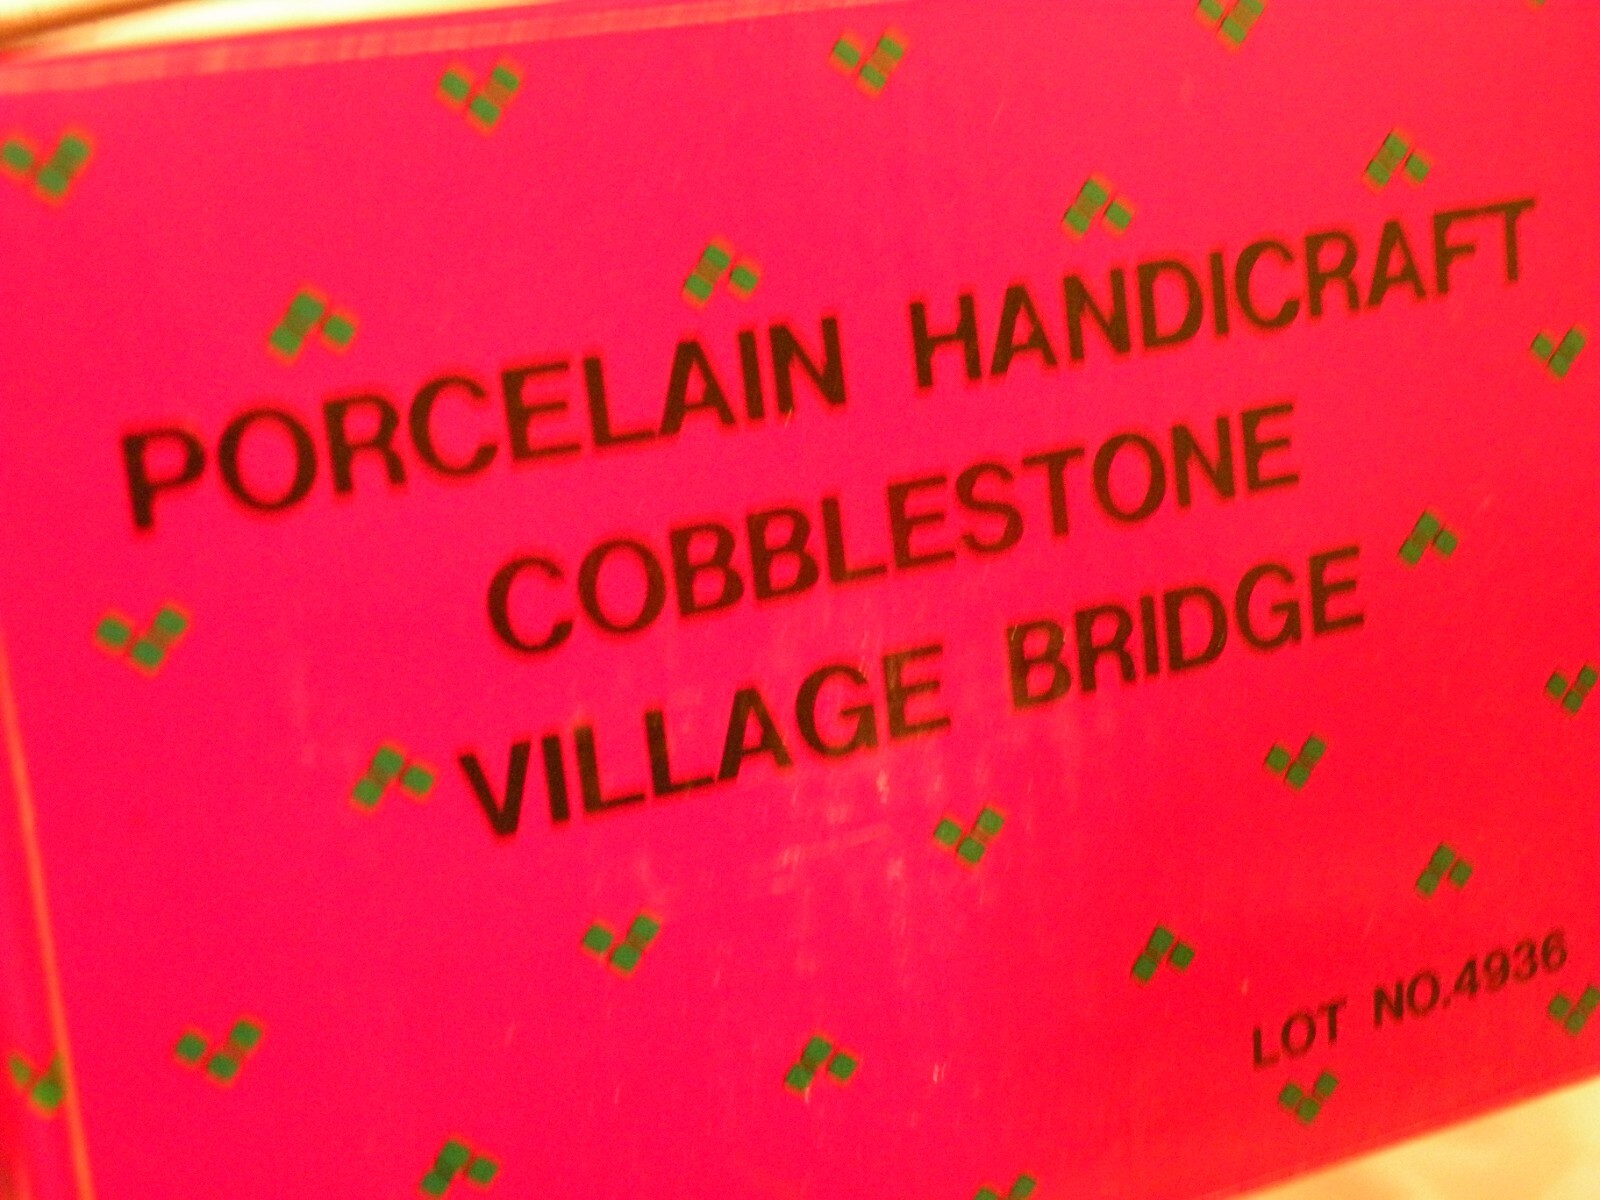 PORCELAIN HANDICRAFT
COBBLESTONE
VILLAGE BRIDGE
LOT NO.4936